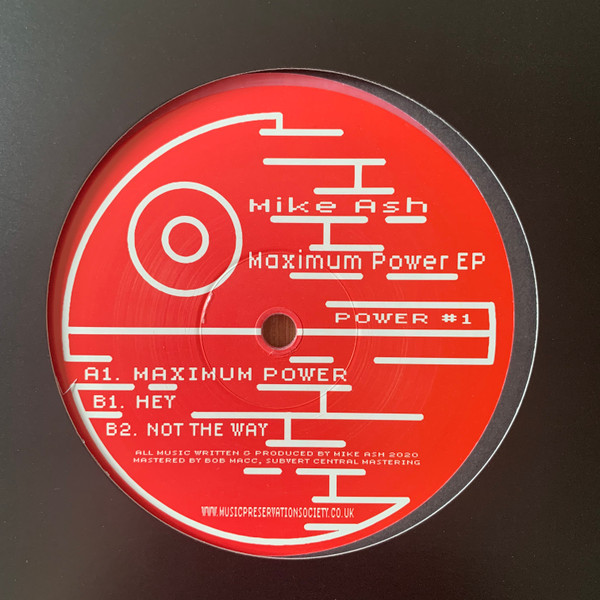 Mike Ash
Maximum Power EP
POWER #1
A1. MAXIMUM POWER
B1. HEY
B2. NOT THE WAY
ALL MUSIC WRITTEN & PRODUCED BY MIKE ASH 2020
MASTERED BY BOB MACC, SUBVERT CENTRAL MASTERING
WWW.MUSICPRESERVATIONSOCIETY.CO.UK